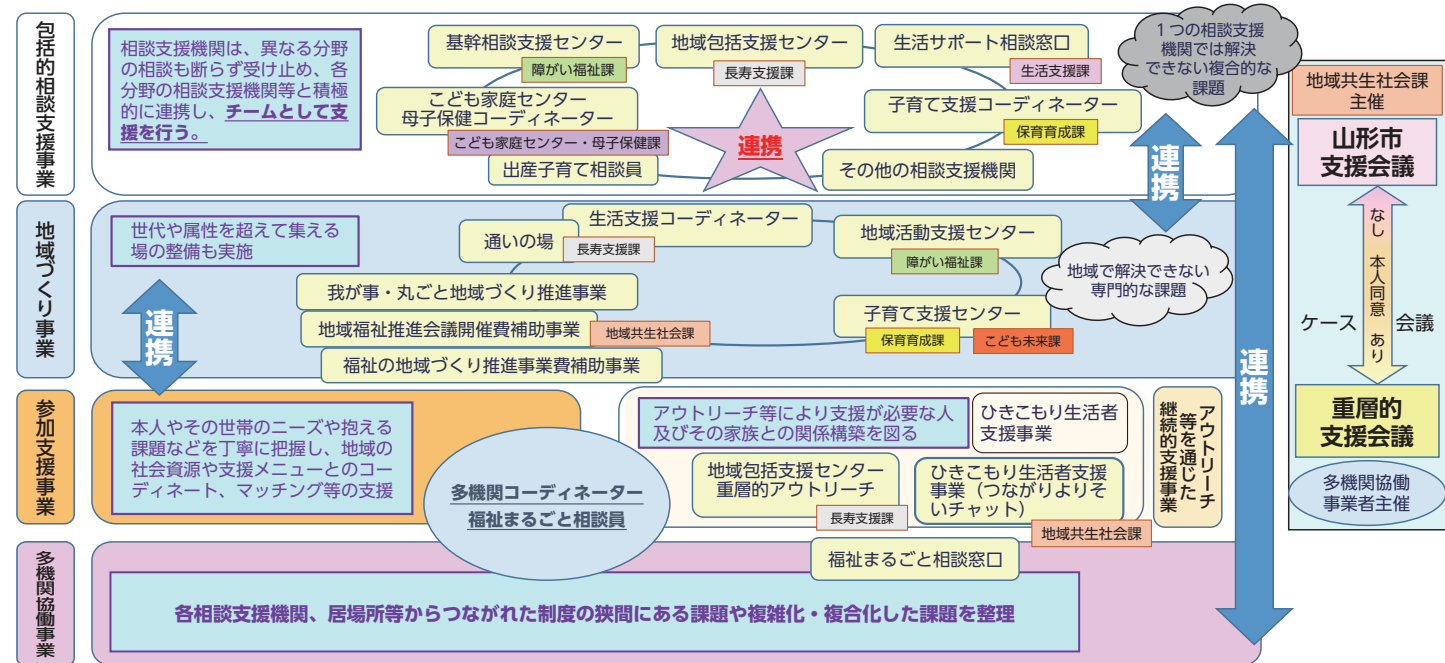 包括的相談支援事業
相談支援機関は、異なる分野
の相談も断らず受け止め、各
分野の相談支援機関等と積極
的に連携し、チームとして支
援を行う。
基幹相談支援センター
障がい福祉課
地域包括支援センター
長寿支援課
生活サポート相談窓口
生活支援課
こども家庭センター
母子保健コーディネーター
こども家庭センター・母子保健課
出産子育て相談員
連携
子育て支援コーディネーター
保育育成課
その他の相談支援機関
1つの相談支援
機関では解決
できない複合的な
課題
連携
地域づくり事業
世代や属性を超えて集える
場の整備も実施
連携
生活支援コーディネーター
通いの場
長寿支援課
我が事・丸ごと地域づくり推進事業
地域福祉推進会議開催費補助事業
地域共生社会課
福祉の地域づくり推進事業費補助事業
地域活動支援センター
障がい福祉課
子育て支援センター
保育育成課
こども未来課
地域で解決できない
専門的な課題
連携
参加支援事業
本人やその世帯のニーズや抱える
課題などを丁寧に把握し、地域の
社会資源や支援メニューとのコー
ディネート、マッチング等の支援
多機関コーディネーター
福祉まるごと相談員
アウトリーチ等により支援が必要な人
及びその家族との関係構築を図る
ひきこもり生活者
支援事業
地域包括支援センター
重層的アウトリーチ
長寿支援課
ひきこもり生活者支援
事業(つながりよりそ
いチャット)
地域共生社会課
アウトリーチ
等を通じた
継続的支援事業
多機関協働事業
福祉まるごと相談窓口
各相談支援機関、居場所等からつながれた制度の狭間にある課題や複雑化・複合化した課題を整理
地域共生社会課
主催
山形市
支援会議
なし 本人同意 あり
ケース 会議
重層的
支援会議
多機関協働
事業者主催